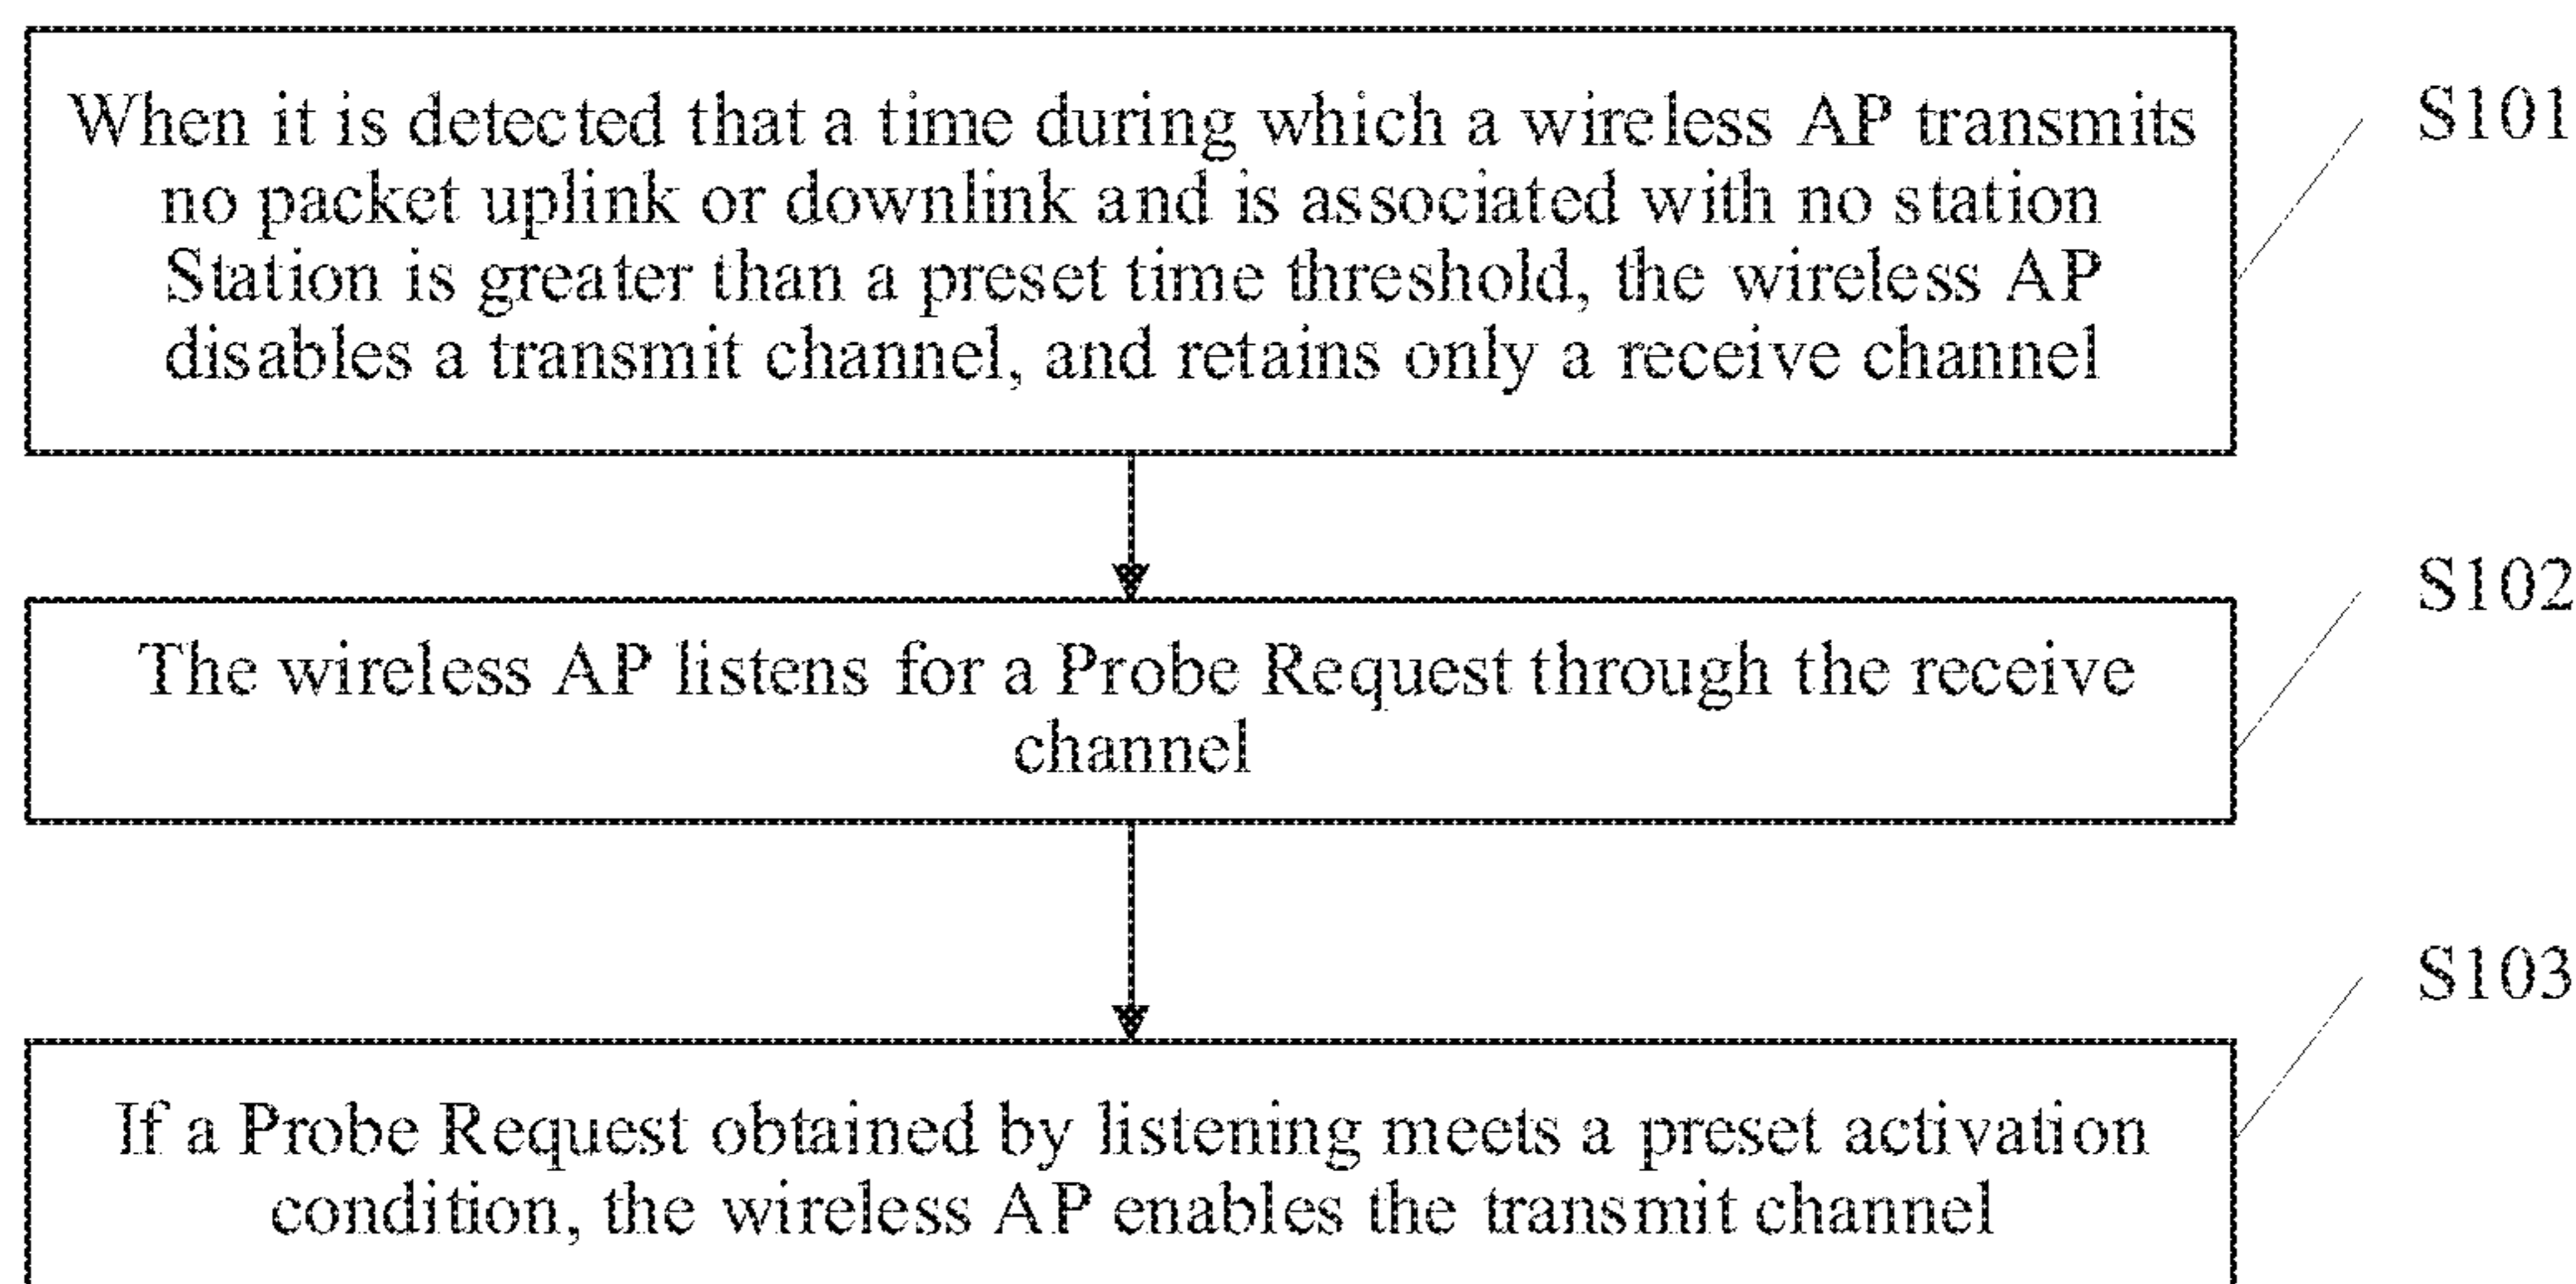 When it is detected that a time during which a wireless AP transmits
no packet uplink or downlink and is associated with no station
Station is greater than a preset time threshold, the wireless AP
disables a transmit channel, and retains only a receive channel
S101
The wireless AP listens for a Probe Request through the receive
channel
S102
If a Probe Request obtained by listening meets a preset activation
condition, the wireless AP enables the transmit channel
S103